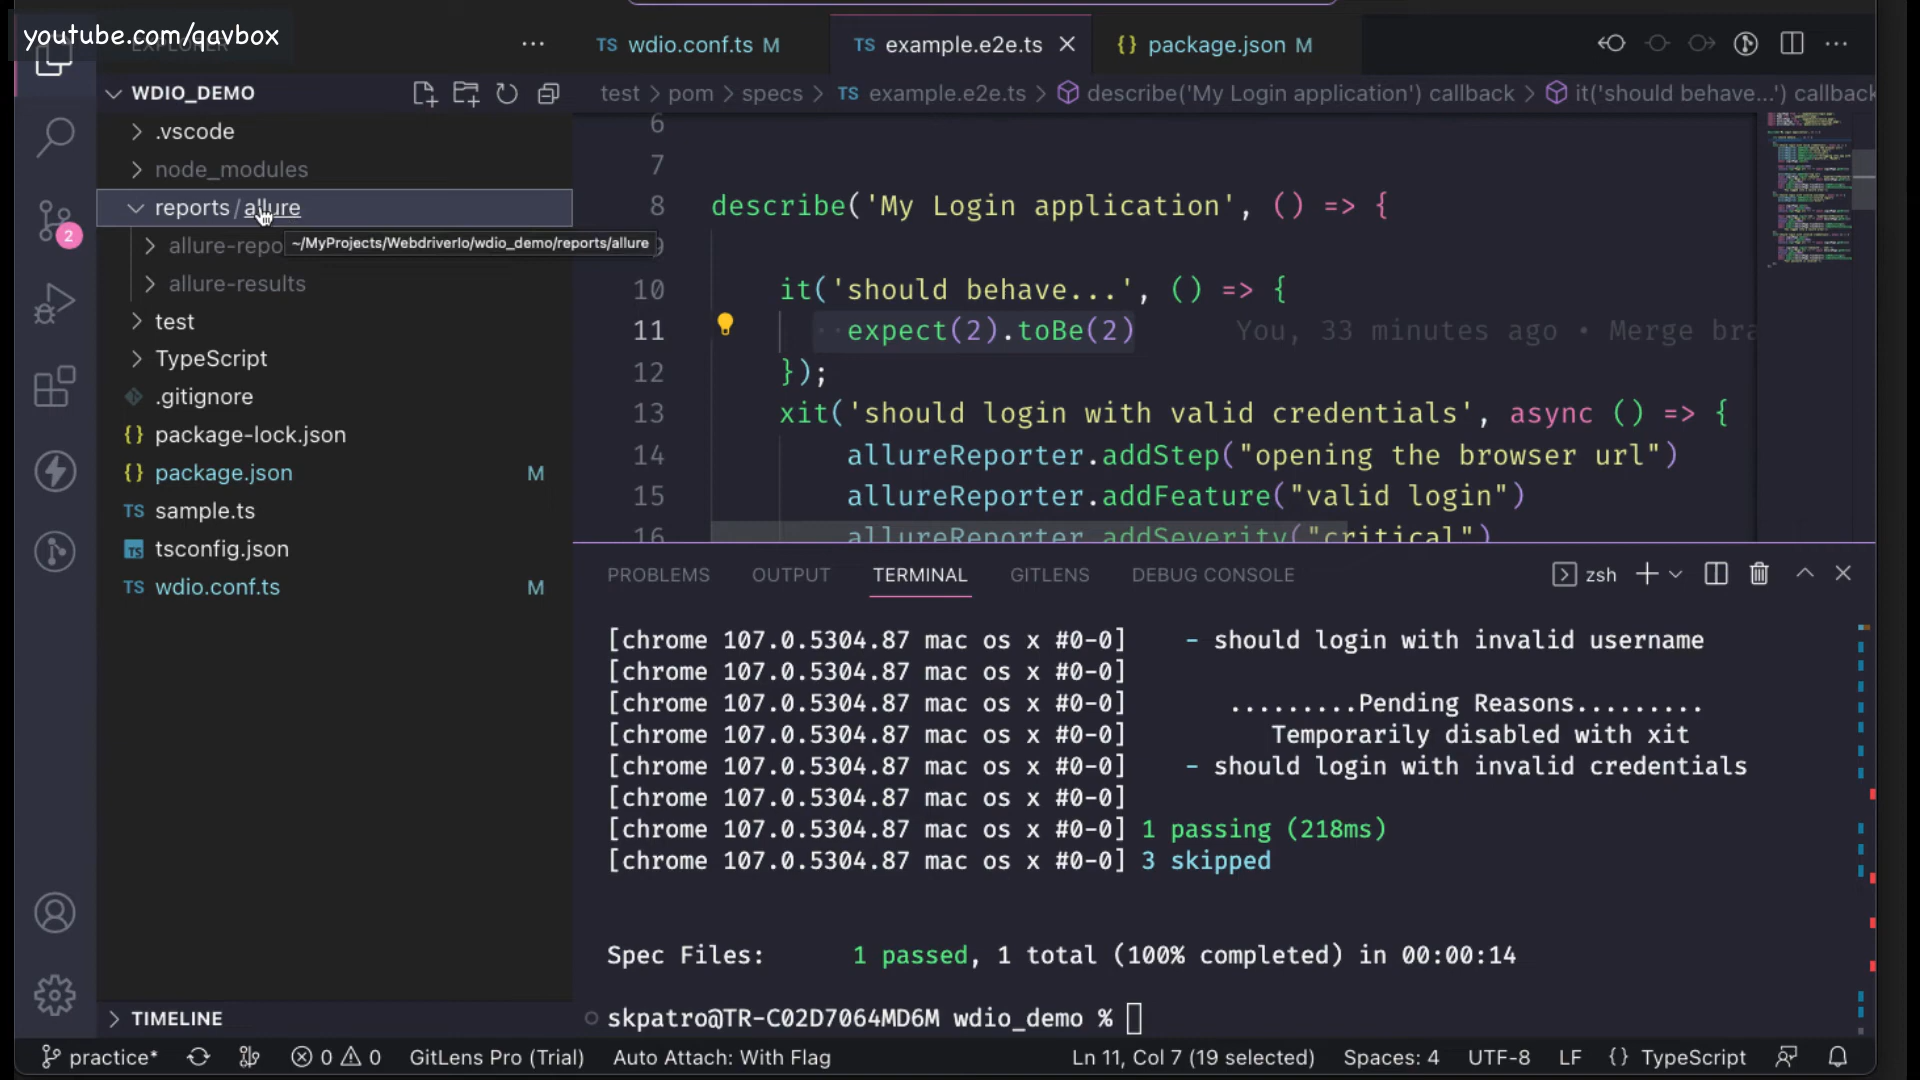 youtube.com/qavbox
TS wdio.conf.ts M
TS example.e2e.ts
{} package.json M
WDIO_DEMO
test > pom > specs > TS example.e2e.ts > describe('My Login application') callback > it('should behave...') callback
.vscode
node_modules
reports / allure
allure-repo
~/MyProjects/WebdriverIo/wdio_demo/reports/allure
allure-results
test
TypeScript
.gitignore
{} package-lock.json
{} package.json M
TS sample.ts
TS tsconfig.json
TS wdio.conf.ts M
2
6
7
8 describe('My Login application', () => {
10 it('should behave...', () => {
11 expect(2).toBe(2) You, 33 minutes ago • Merge bra
12 });
13 xit('should login with valid credentials', async () => {
14 allureReporter.addStep("opening the browser url")
15 allureReporter.addFeature("valid login")
16 allureReporter.addSeverity("critical")
PROBLEMS OUTPUT TERMINAL GITLENS DEBUG CONSOLE
zsh
[chrome 107.0.5304.87 mac os x #0-0] - should login with invalid username
[chrome 107.0.5304.87 mac os x #0-0]
[chrome 107.0.5304.87 mac os x #0-0] .........Pending Reasons.........
[chrome 107.0.5304.87 mac os x #0-0] Temporarily disabled with xit
[chrome 107.0.5304.87 mac os x #0-0] - should login with invalid credentials
[chrome 107.0.5304.87 mac os x #0-0]
[chrome 107.0.5304.87 mac os x #0-0] 1 passing (218ms)
[chrome 107.0.5304.87 mac os x #0-0] 3 skipped
Spec Files: 1 passed, 1 total (100% completed) in 00:00:14
skpatro@TR-C02D7064MD6M wdio_demo %
TIMELINE
practice* 0 0 GitLens Pro (Trial) Auto Attach: With Flag Ln 11, Col 7 (19 selected) Spaces: 4 UTF-8 LF {} TypeScript